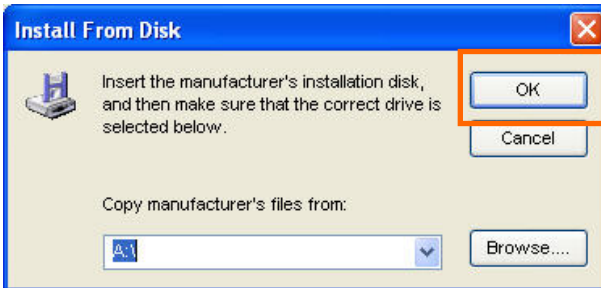 Install From Disk
Insert the manufacturer's installation disk,
and then make sure that the correct drive is
selected below.
OK
Cancel
Copy manufacturer's files from:
A:\
Browse....